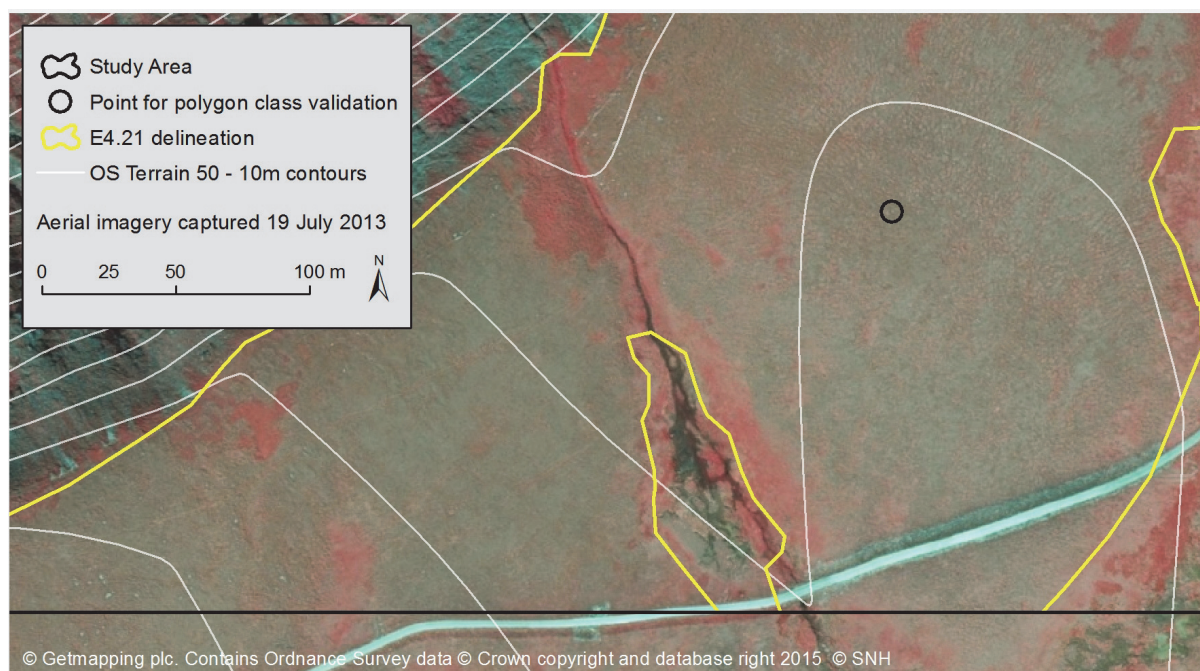 Study Area
Point for polygon class validation
E4.21 delineation
OS Terrain 50 - 10m contours
Aerial imagery captured 19 July 2013
0 25 50 100 m
N
© Getmapping plc. Contains Ordnance Survey data © Crown copyright and database right 2015 © SNH